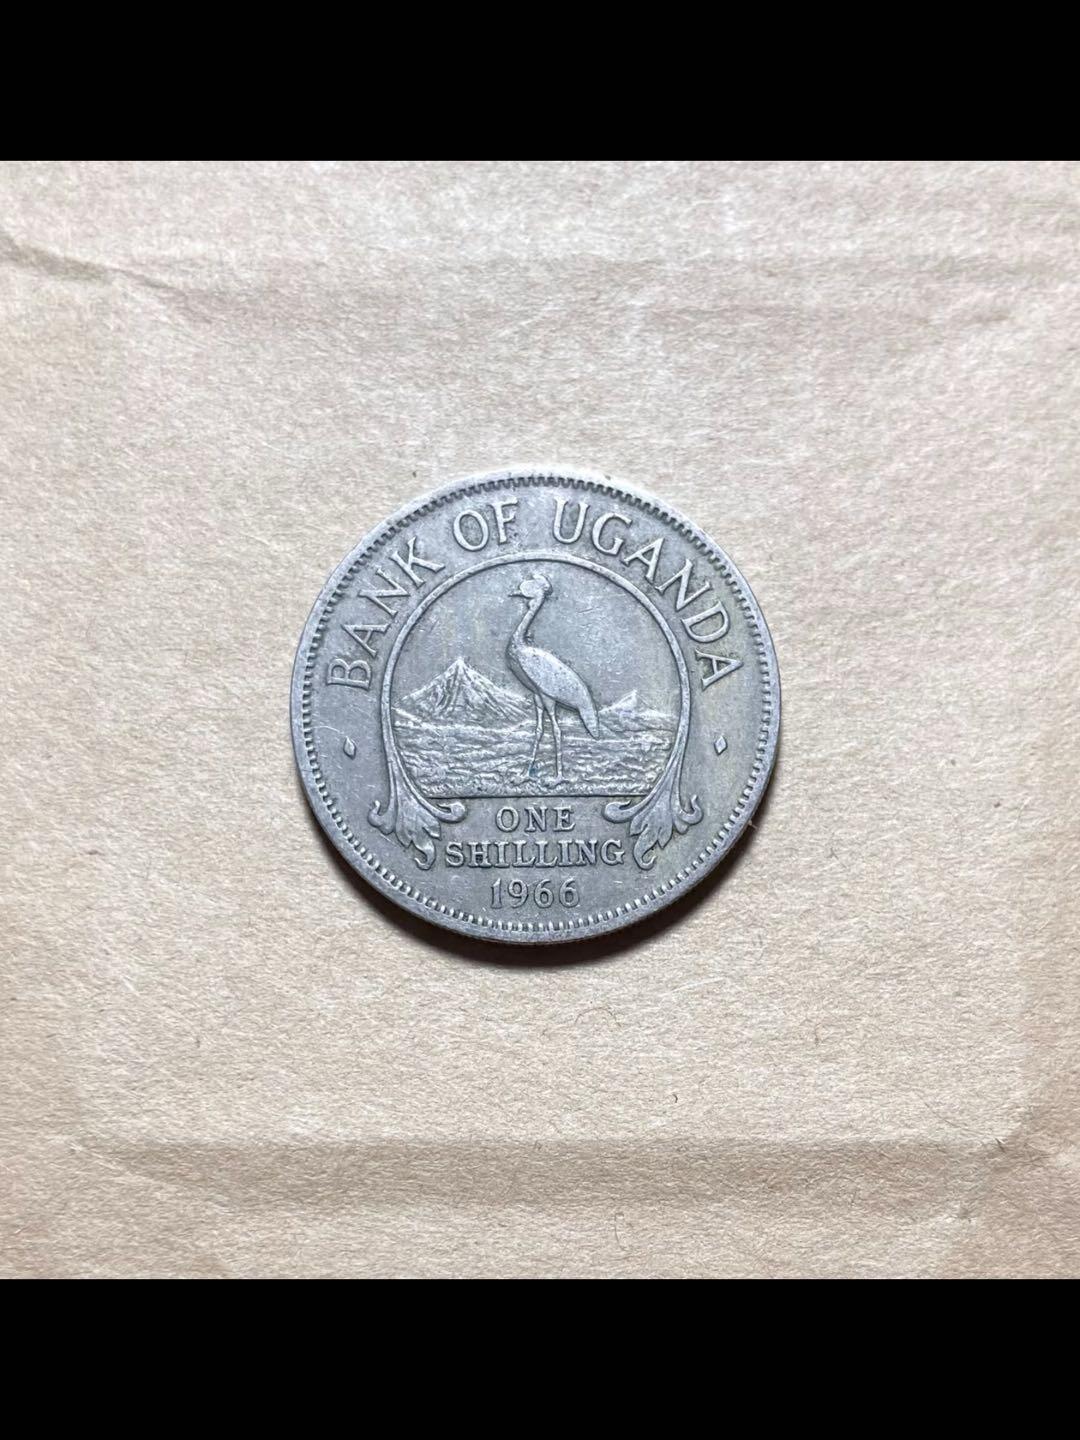 BANK OF UGANDA
ONE
SHILLING
1966